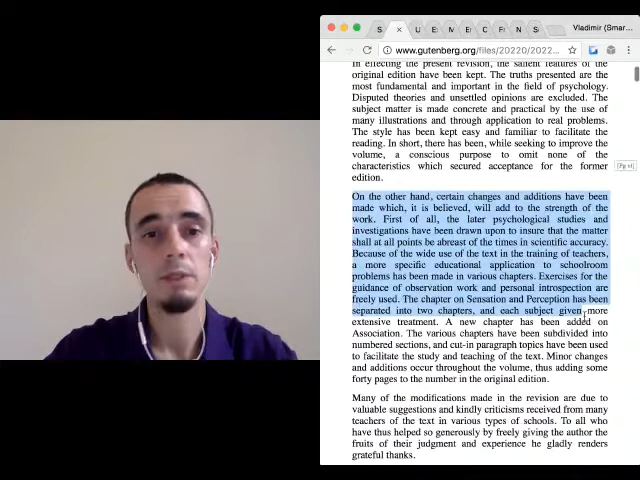 S
U
E
M
E
C
F
N
S
Vladimir (Smar...
www.gutenberg.org/files/20220/2022...
In effecting the present revision, the salient features of the
original edition have been kept. The truths presented are the
most fundamental and important in the field of psychology.
Disputed theories and unsettled opinions are excluded. The
subject matter is made concrete and practical by the use of
many illustrations and through application to real problems.
The style has been kept easy and familiar to facilitate the
reading. In short, there has been, while seeking to improve the
volume, a conscious purpose to omit none of the
characteristics which secured acceptance for the former
edition.
[Pg vi]
On the other hand, certain changes and additions have been
made which, it is believed, will add to the strength of the
work. First of all, the later psychological studies and
investigations have been drawn upon to insure that the matter
shall at all points be abreast of the times in scientific accuracy.
Because of the wide use of the text in the training of teachers,
a more specific educational application to schoolroom
problems has been made in various chapters. Exercises for the
guidance of observation work and personal introspection are
freely used. The chapter on Sensation and Perception has been
separated into two chapters, and each subject given more
extensive treatment. A new chapter has been added on
Association. The various chapters have been subdivided into
numbered sections, and cut-in paragraph topics have been used
to facilitate the study and teaching of the text. Minor changes
and additions occur throughout the volume, thus adding some
forty pages to the number in the original edition.
Many of the modifications made in the revision are due to
valuable suggestions and kindly criticisms received from many
teachers of the text in various types of schools. To all who
have thus helped so generously by freely giving the author the
fruits of their judgment and experience he gladly renders
grateful thanks.